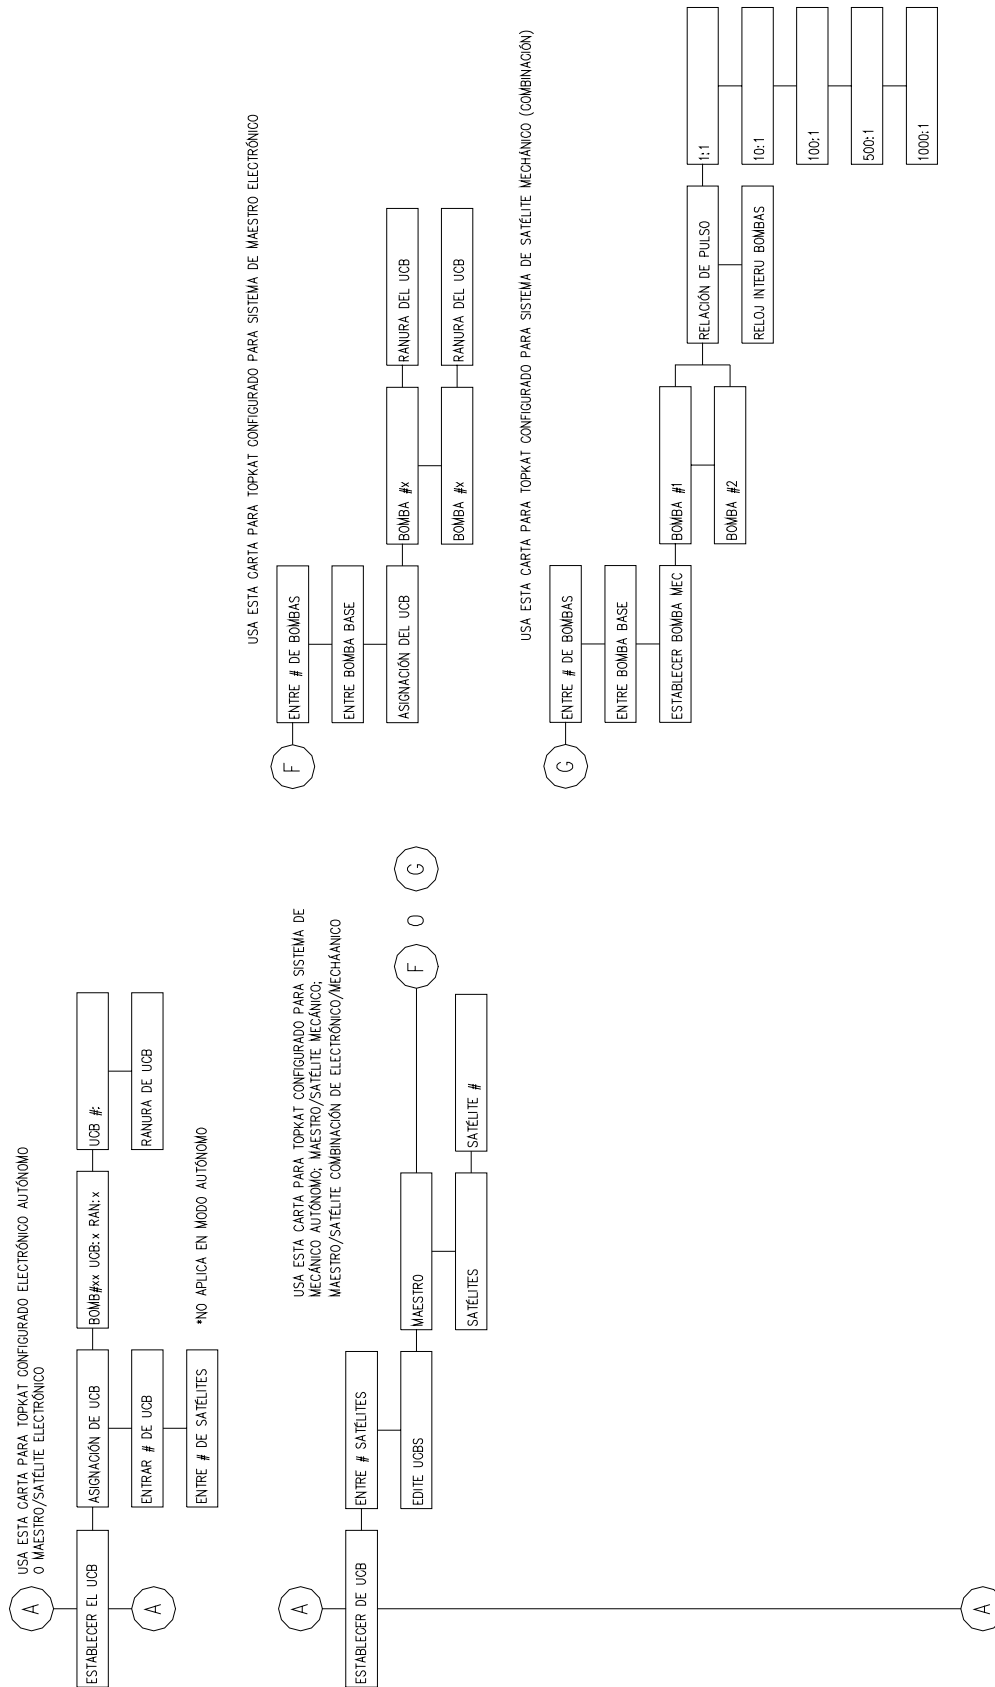 USA ESTA CARTA PARA TOPKAT CONFIGURADO ELECTRÓNICO AUTÓNOMO
O MAESTRO/SATÉLITE ELECTRÓNICO
A
ESTABLECER EL UCB
ASIGNACIÓN DE UCB
BOMB#xx UCB:x RAN:x
UCB #:
A
ENTRAR # DE UCB
RANURA DE UCB
ENTRE # DE SATÉLITES
*NO APLICA EN MODO AUTÓNOMO
USA ESTA CARTA PARA TOPKAT CONFIGURADO PARA SISTEMA DE
MECÁNICO AUTÓNOMO; MAESTRO/SATÉLITE MECÁNICO;
MAESTRO/SATÉLITE COMBINACIÓN DE ELECTRÓNICO/MECHÁANICO
A
ESTABLECER DE UCB
ENTRE # SATÉLITES
EDITE UCBS
MAESTRO
F O G
SATÉLITES
SATÉLITE #
A
USA ESTA CARTA PARA TOPKAT CONFIGURADO PARA SISTEMA DE MAESTRO ELECTRÓNICO
F
ENTRE # DE BOMBAS
ENTRE BOMBA BASE
ASIGNACIÓN DEL UCB
BOMBA #x
RANURA DEL UCB
BOMBA #x
RANURA DEL UCB
USA ESTA CARTA PARA TOPKAT CONFIGURADO PARA SISTEMA DE SATÉLITE MECHÁNICO (COMBINACIÓN)
G
ENTRE # DE BOMBAS
ENTRE BOMBA BASE
ESTABLECER BOMBA MEC
BOMBA #1
RELACIÓN DE PULSO
1:1
BOMBA #2
RELOJ INTERU BOMBAS
10:1
100:1
500:1
1000:1